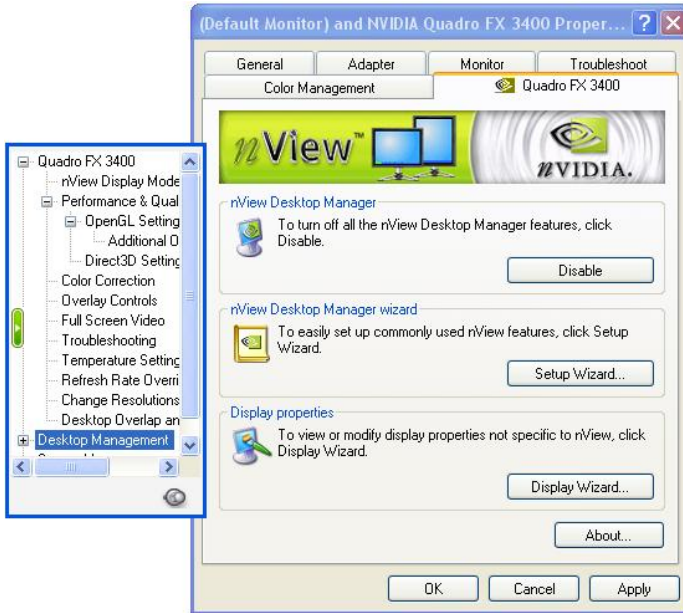 (Default Monitor) and NVIDIA Quadro FX 3400 Proper...
General Adapter Monitor Troubleshoot
Color Management Quadro FX 3400
nView™ nVIDIA.
Quadro FX 3400
nView Display Mode
Performance & Qual
OpenGL Setting
Additional O
Direct3D Setting
Color Correction
Overlay Controls
Full Screen Video
Troubleshooting
Temperature Setting
Refresh Rate Overri
Change Resolutions
Desktop Overlap an
Desktop Management
nView Desktop Manager
To turn off all the nView Desktop Manager features, click
Disable.
Disable
nView Desktop Manager wizard
To easily set up commonly used nView features, click Setup
Wizard.
Setup Wizard...
Display properties
To view or modify display properties not specific to nView, click
Display Wizard.
Display Wizard...
About...
OK Cancel Apply